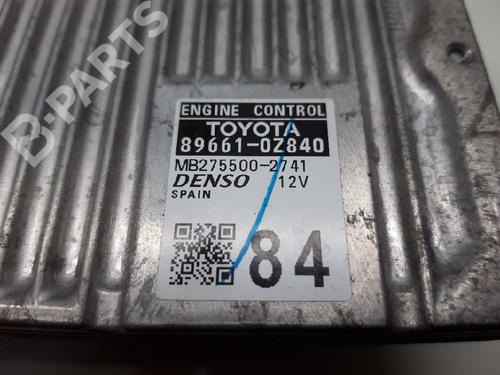 B-PARTS
ENGINE CONTROL
TOYOTA
89661-0Z840
MB275500-2741
DENSO 12V
SPAIN
84